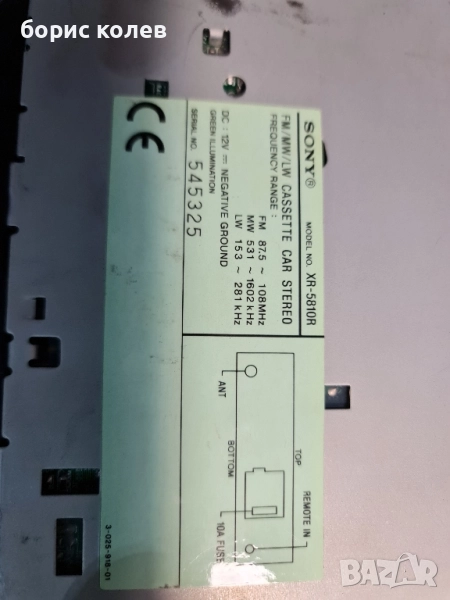 борис колев
SONY® MODEL NO. XR-5810R
FM/MW/LW CASSETTE CAR STEREO
FREQUENCY RANGE:
FM 87.5 ~ 108MHz
MW 531 ~ 1602kHz
LW 153 ~ 281kHz
DC : 12V ⎓ NEGATIVE GROUND
GREEN ILLUMINATION
SERIAL NO. 545325
CE
TOP
REMOTE IN
ANT
BOTTOM
10A FUSE
3-025-818-01
bazar